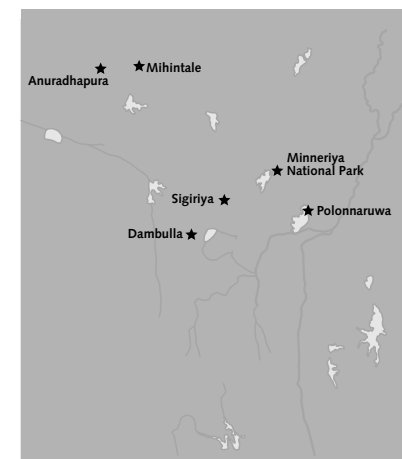 Mihintale
Anuradhapura
Minneriya
National Park
Sigiriya
Polonnaruwa
Dambulla